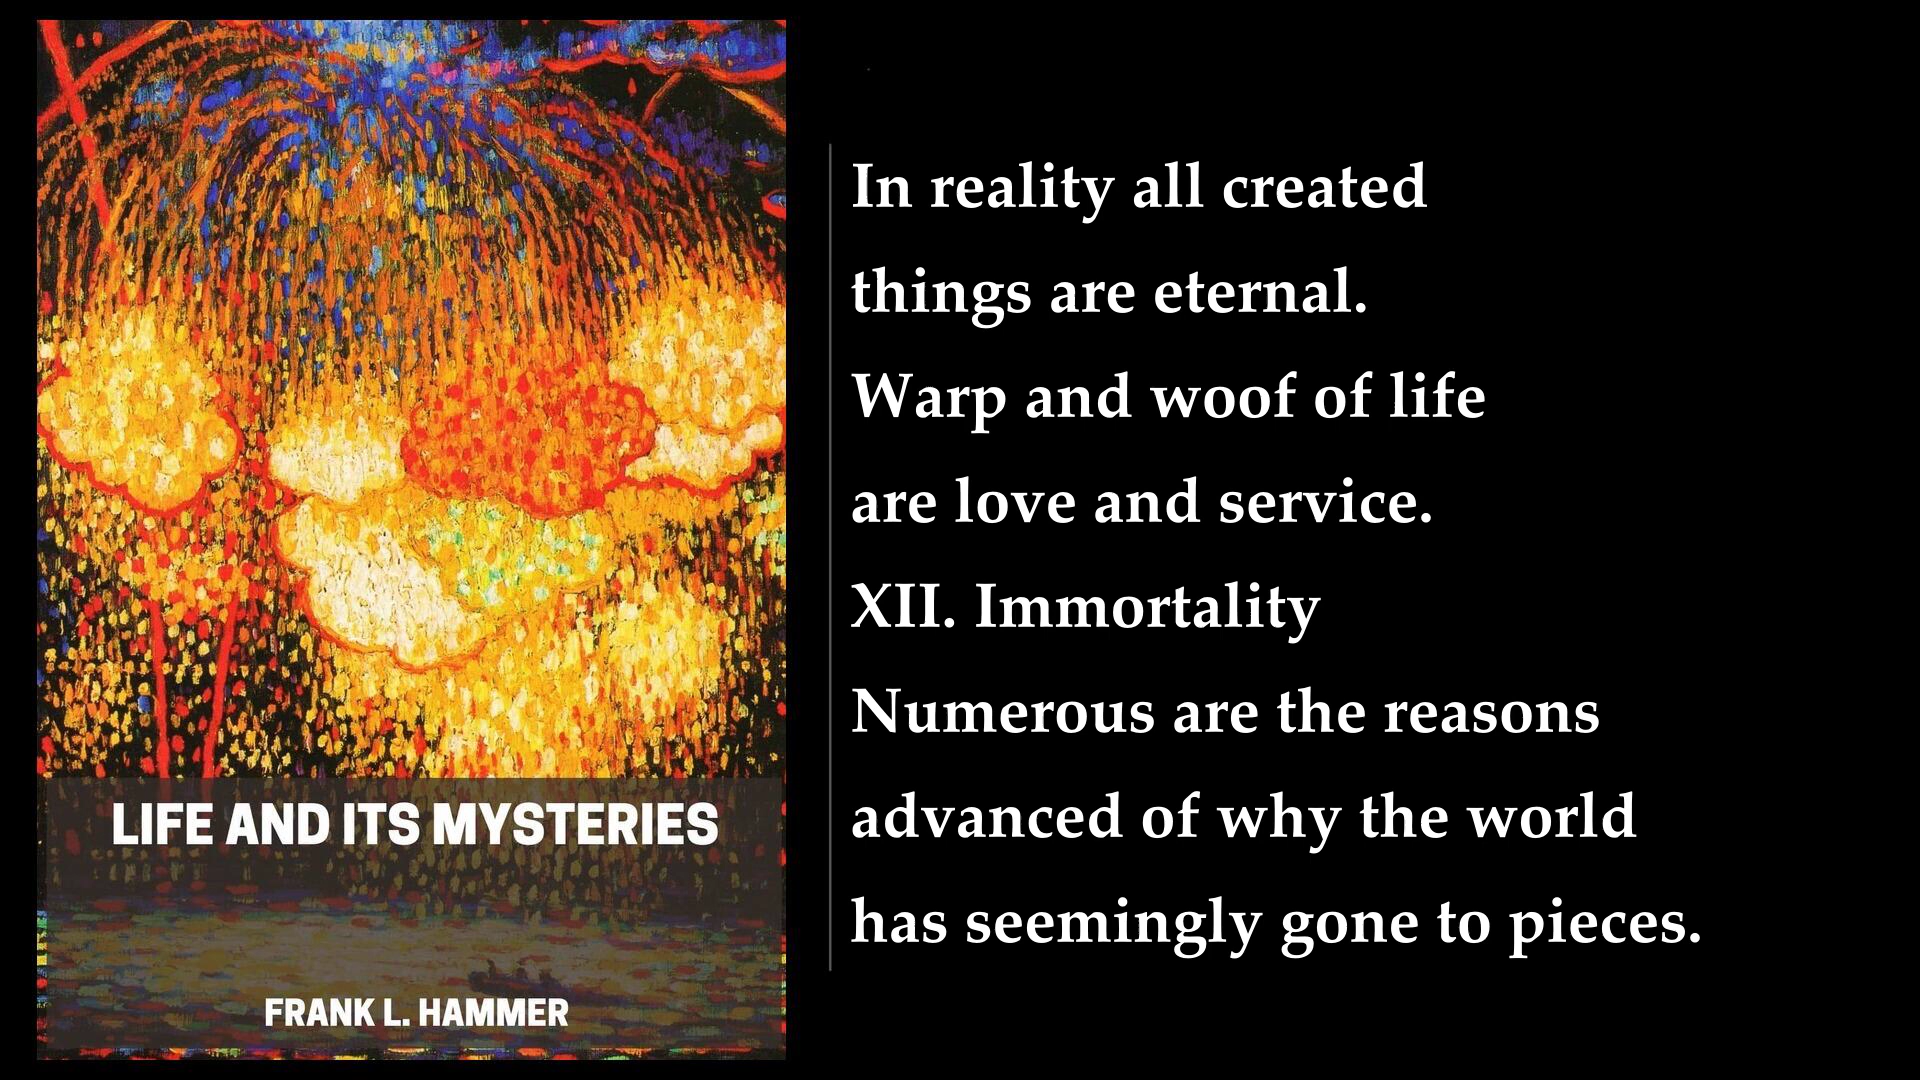 LIFE AND ITS MYSTERIES
FRANK L. HAMMER
In reality all created
things are eternal.
Warp and woof of life
are love and service.
XII. Immortality
Numerous are the reasons
advanced of why the world
has seemingly gone to pieces.